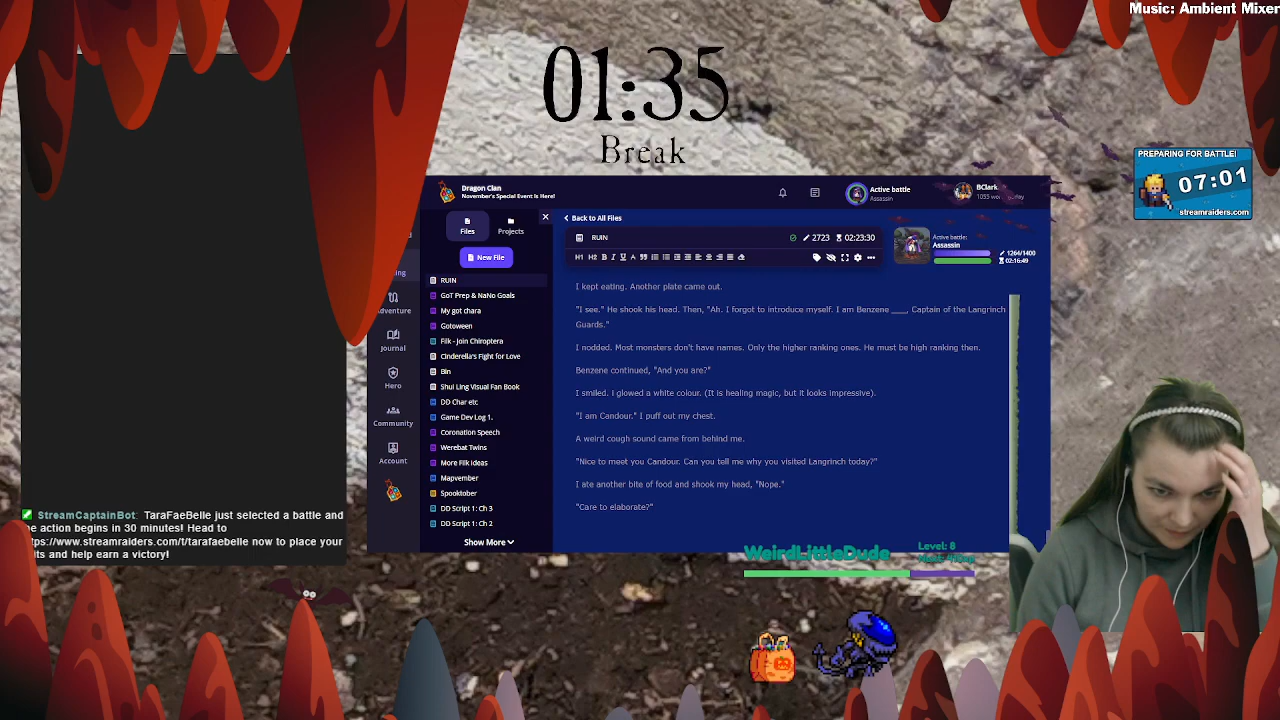 Music: Ambient Mixer
01:35
Break
PREPARING FOR BATTLE!
07:01
streamraiders.com
Dragon Clan
November's Special Event Is Here!
Active battle
Assassin
BClark
Files
Projects
New File
RUIN
GoT Prep & NaNo Goals
My got chara
Gotoween
Filk - Join Chiroptera
Cinderella's Fight for Love
Bin
Shui Ling Visual Fan Book
DD Char etc
Game Dev Log 1.
Coronation Speech
Werebat Twins
More Filk Ideas
Mapvember
Spooktober
DD Script 1: Ch 3
DD Script 1: Ch 2
Show More
Journal
Hero
Community
Account
Back to All Files
RUIN
2723
02:23:30
H1 H2 B I U A
Active battle:
Assassin
1264/1400
02:16:49
I kept eating. Another plate came out.
"I see." He shook his head. Then, "Ah. I forgot to introduce myself. I am Benzene ___, Captain of the Langrinch
Guards."
I nodded. Most monsters don't have names. Only the higher ranking ones. He must be high ranking then.
Benzene continued, "And you are?"
I smiled. I glowed a white colour. (It is healing magic, but it looks impressive).
"I am Candour." I puff out my chest.
A weird cough sound came from behind me.
"Nice to meet you Candour. Can you tell me why you visited Langrinch today?"
I ate another bite of food and shook my head, "Nope."
"Care to elaborate?"
StreamCaptainBot: TaraFaeBelle just selected a battle and
action begins in 30 minutes! Head to
https://www.streamraiders.com/t/tarafaebelle now to place your
and help earn a victory!
WeirdLittleDude
Level: 8